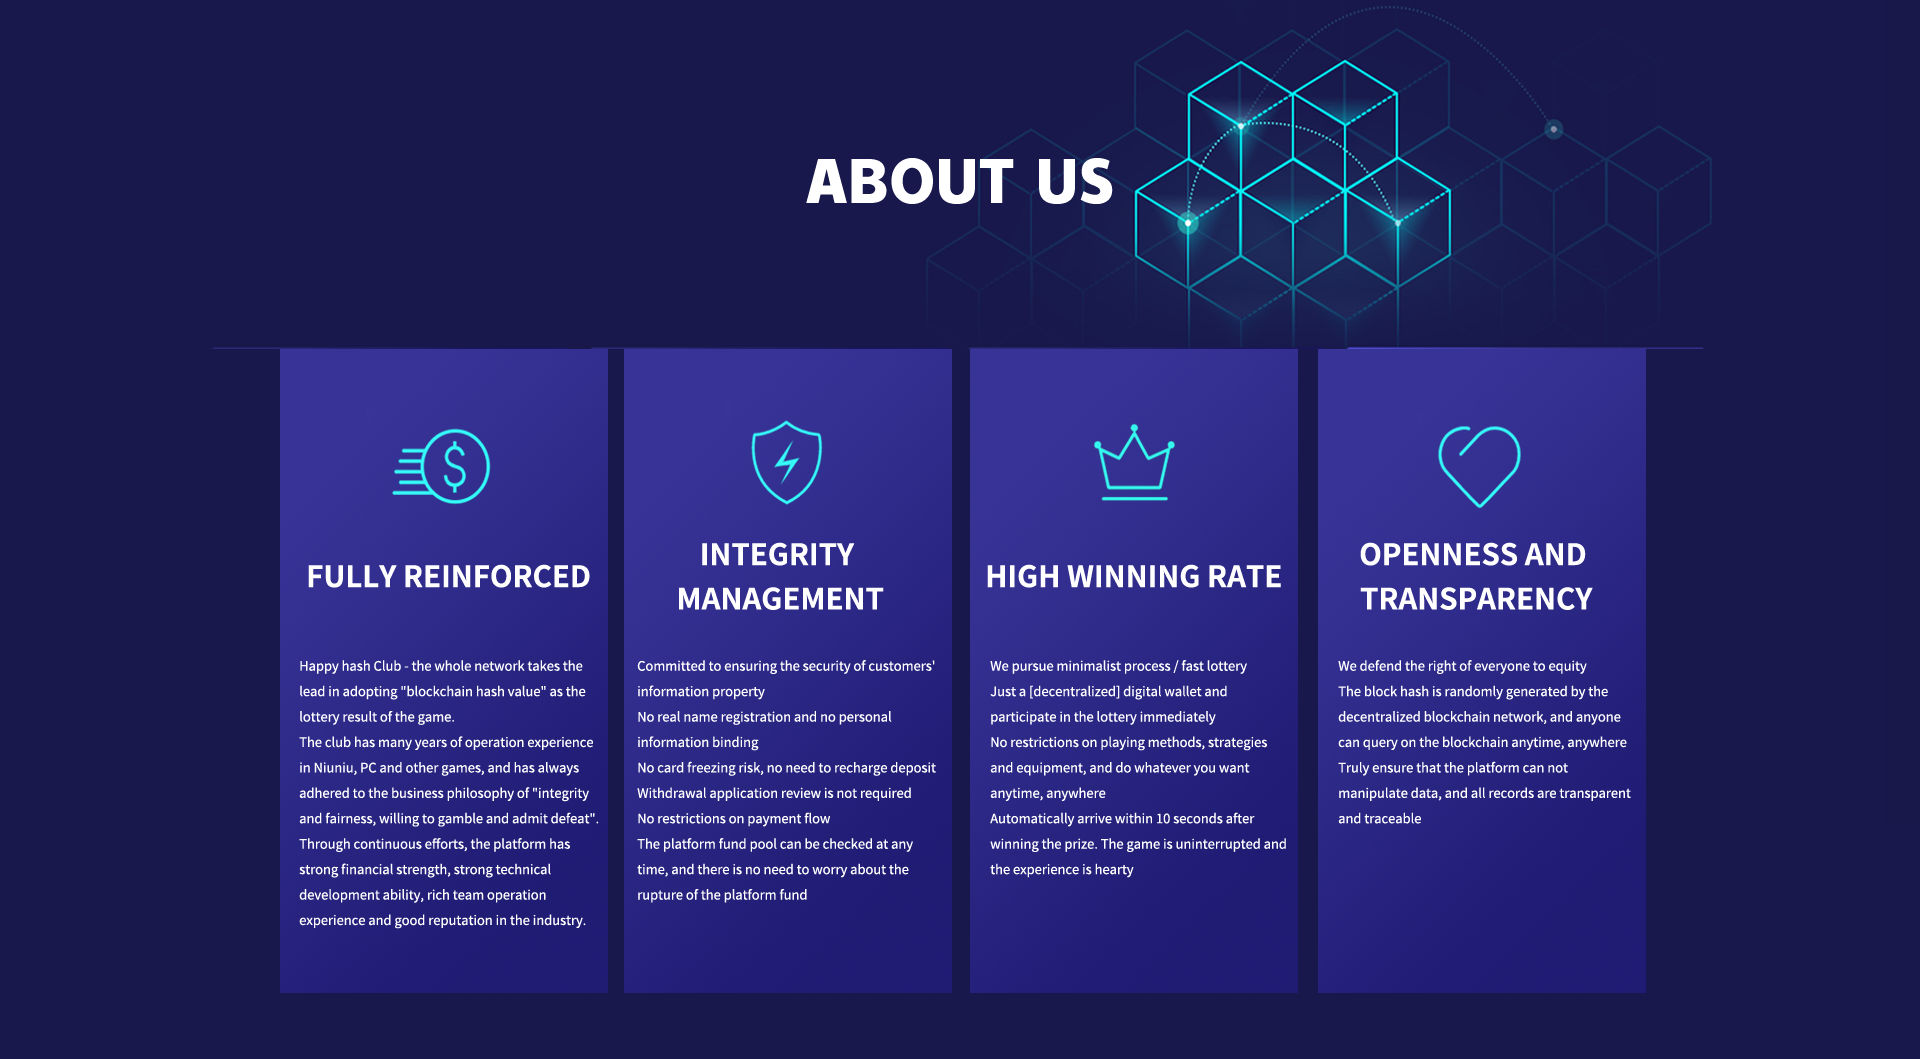 ABOUT US
FULLY REINFORCED
Happy hash Club - the whole network takes the
lead in adopting "blockchain hash value" as the
lottery result of the game.
The club has many years of operation experience
in Niuniu, PC and other games, and has always
adhered to the business philosophy of "integrity
and fairness, willing to gamble and admit defeat".
Through continuous efforts, the platform has
strong financial strength, strong technical
development ability, rich team operation
experience and good reputation in the industry.
INTEGRITY
MANAGEMENT
Committed to ensuring the security of customers'
information property
No real name registration and no personal
information binding
No card freezing risk, no need to recharge deposit
Withdrawal application review is not required
No restrictions on payment flow
The platform fund pool can be checked at any
time, and there is no need to worry about the
rupture of the platform fund
HIGH WINNING RATE
We pursue minimalist process / fast lottery
Just a [decentralized] digital wallet and
participate in the lottery immediately
No restrictions on playing methods, strategies
and equipment, and do whatever you want
anytime, anywhere
Automatically arrive within 10 seconds after
winning the prize. The game is uninterrupted and
the experience is hearty
OPENNESS AND
TRANSPARENCY
We defend the right of everyone to equity
The block hash is randomly generated by the
decentralized blockchain network, and anyone
can query on the blockchain anytime, anywhere
Truly ensure that the platform can not
manipulate data, and all records are transparent
and traceable